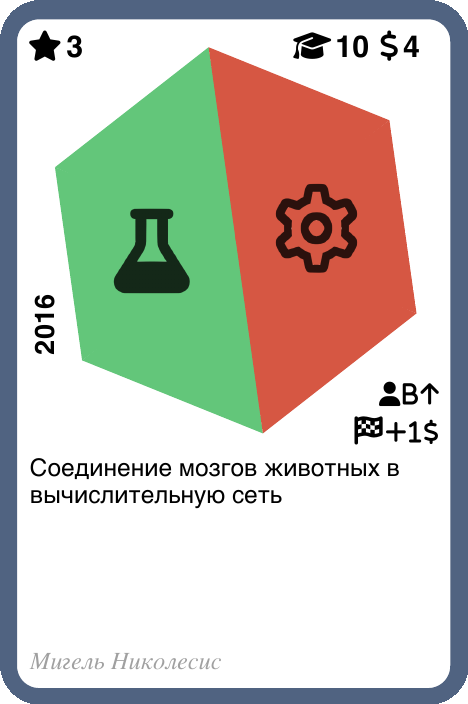 3
10 $4
2016
B↑
+1$
Соединение мозгов животных в
вычислительную сеть
Мигель Николесис